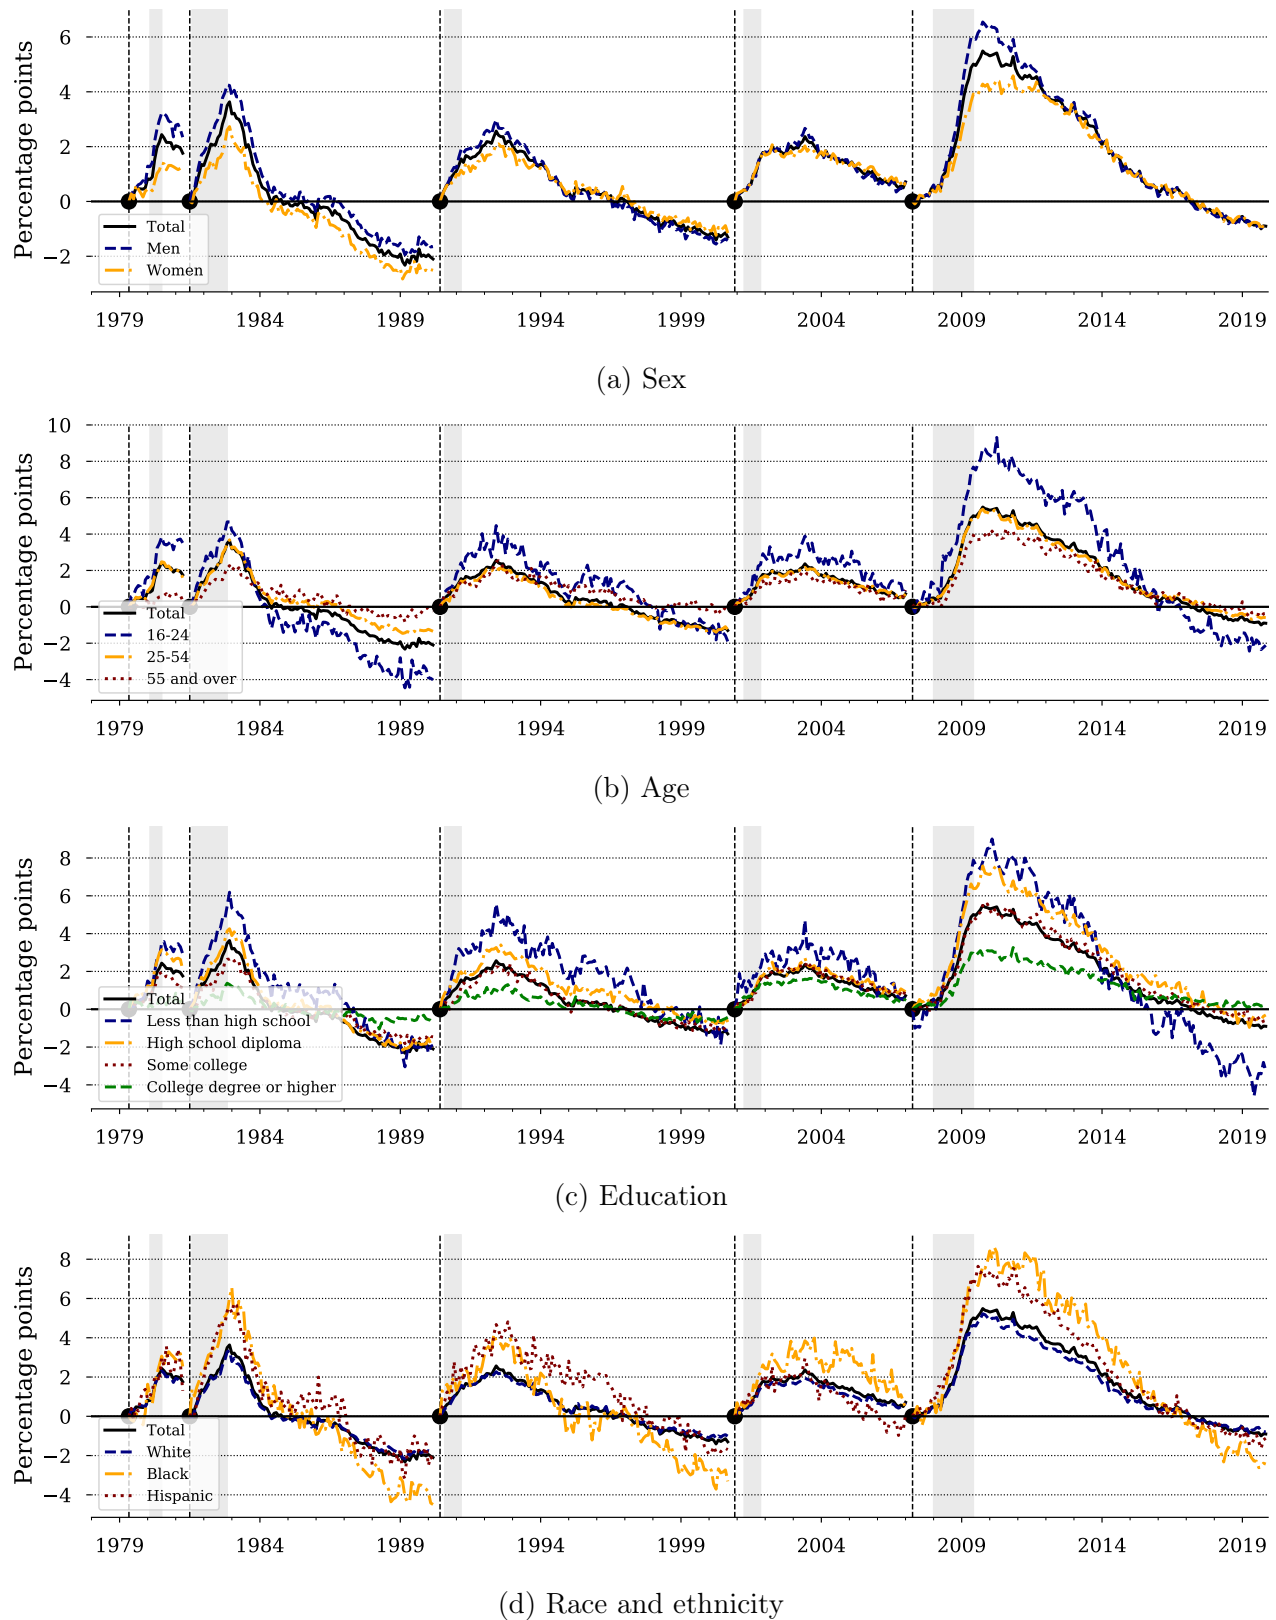 Percentage points
6
4
2
0
−2
Total
Men
Women
1979 1984 1989 1994 1999 2004 2009 2014 2019
(a) Sex
Percentage points
10
8
6
4
2
0
−2
−4
Total
16-24
25-54
55 and over
1979 1984 1989 1994 1999 2004 2009 2014 2019
(b) Age
Percentage points
8
6
4
2
0
−2
−4
Total
Less than high school
High school diploma
Some college
College degree or higher
1979 1984 1989 1994 1999 2004 2009 2014 2019
(c) Education
Percentage points
8
6
4
2
0
−2
−4
Total
White
Black
Hispanic
1979 1984 1989 1994 1999 2004 2009 2014 2019
(d) Race and ethnicity